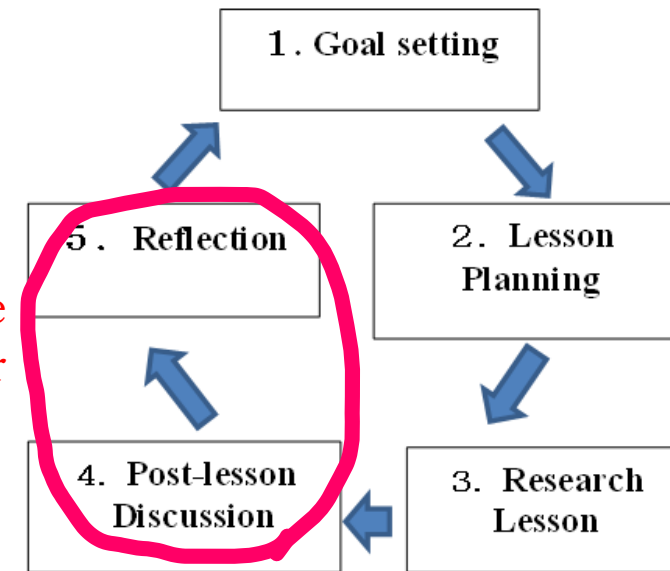 1. Goal setting
5. Reflection
2. Lesson
Planning
4. Post-lesson
Discussion
3. Research
Lesson